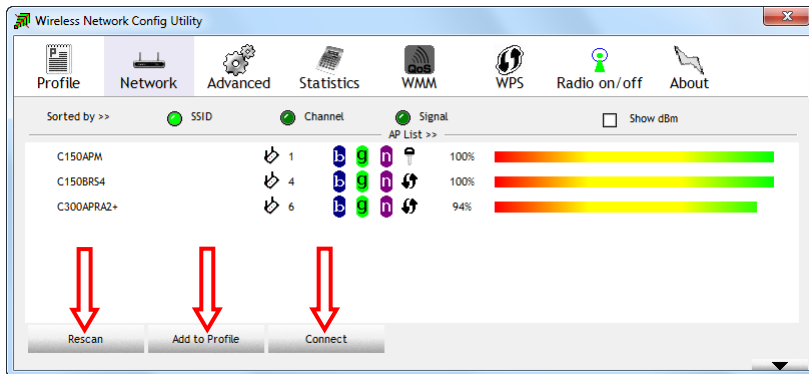 Wireless Network Config Utility
Profile Network Advanced Statistics WMM WPS Radio on/off About
QoS
Sorted by >> SSID Channel Signal Show dBm
AP List >>
C150APM 1 b g n 100%
C150BRS4 4 b g n 100%
C300APRA2+ 6 b g n 94%
Rescan Add to Profile Connect